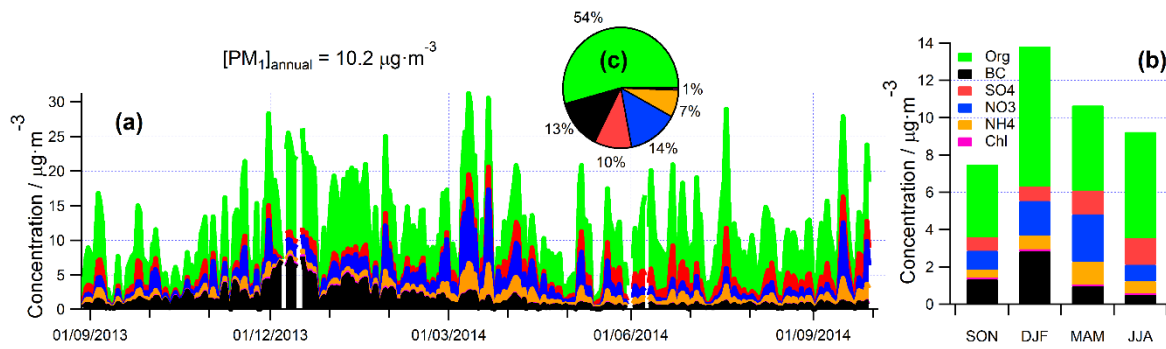 [PM1]annual = 10.2 µg·m-3
(a)
Concentration / µg·m-3
30
25
20
15
10
5
0
01/09/2013
01/12/2013
01/03/2014
01/06/2014
01/09/2014
54%
(c)
1%
7%
14%
10%
13%
(b)
Concentration / µg·m-3
14
12
10
8
6
4
2
0
Org
BC
SO4
NO3
NH4
Chl
SON
DJF
MAM
JJA